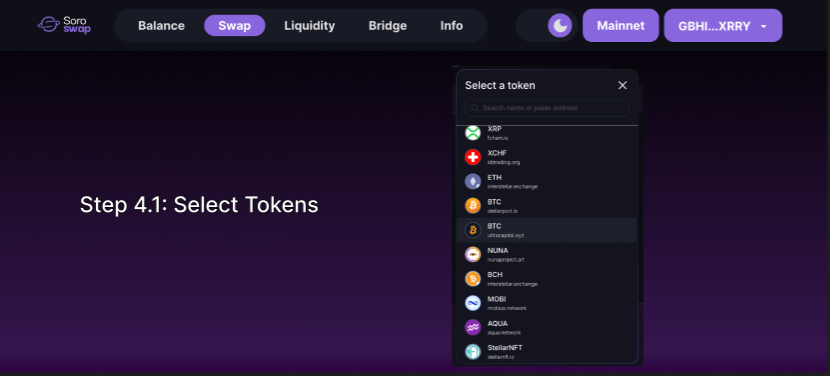 Soro
swap
Balance
Swap
Liquidity
Bridge
Info
Mainnet
GBHI...XRRY
Select a token
Search name or paste address
XRP
fchain.io
XCHF
idstrading.org
ETH
interstellar.exchange
BTC
stellarport.io
BTC
ultracapital.xyz
NUNA
nunaproject.art
BCH
interstellar.exchange
MOBI
mobius.network
AQUA
aqua.network
StellarNFT
stellarnft.io
Step 4.1: Select Tokens